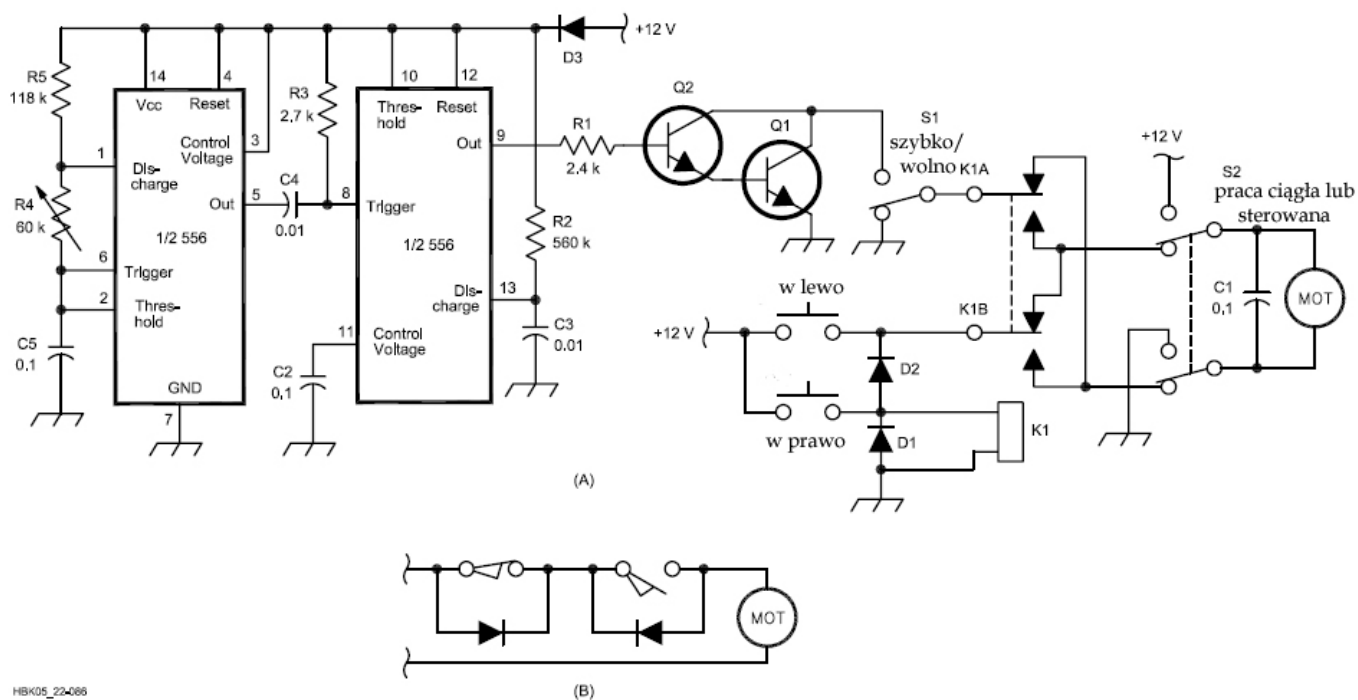 +12 V
D3
R5
118 k
14
4
Vcc
Reset
Control
Voltage
3
1
DIs-
charge
R4
60 k
5
Out
1/2 556
6
TrIgger
2
Thres-
hold
C5
0,1
GND
7
R3
2,7 k
C4
0.01
10
12
Thres-
hold
Reset
Out
9
8
TrIgger
1/2 556
DIs-
charge
13
11
Control
Voltage
C2
0,1
R2
560 k
C3
0.01
R1
2.4 k
Q2
Q1
S1
szybko/
wolno
K1A
+12 V
S2
praca ciągła lub
sterowana
C1
0,1
MOT
w lewo
+12 V
K1B
D2
w prawo
D1
K1
(A)
MOT
(B)
HBK05_22-086